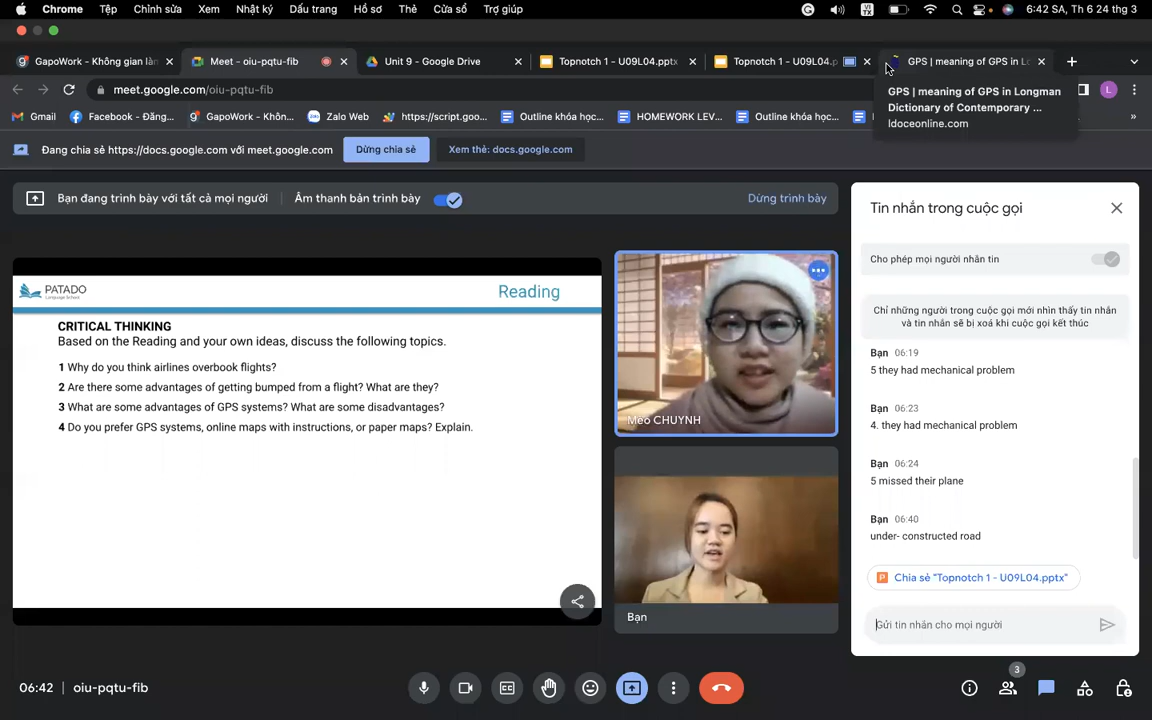 Chrome Tệp Chỉnh sửa Xem Nhật ký Dấu trang Hồ sơ Thẻ Cửa sổ Trợ giúp
VI TX 6:42 SA, Th 6 24 thg 3
GapoWork - Không gian làn
Meet - oiu-pqtu-fib
Unit 9 - Google Drive
Topnotch 1 - U09L04.pptx
Topnotch 1 - U09L04.p
GPS | meaning of GPS in Lo
meet.google.com/oiu-pqtu-fib
L
GPS | meaning of GPS in Longman
Dictionary of Contemporary ...
ldoceonline.com
Gmail
Facebook - Đăng...
GapoWork - Khôn...
Zalo Web
https://script.goo...
Outline khóa học...
HOMEWORK LEV...
Outline khóa học...
Đang chia sẻ https://docs.google.com với meet.google.com
Dừng chia sẻ
Xem thẻ: docs.google.com
Bạn đang trình bày với tất cả mọi người
Âm thanh bản trình bày
Dừng trình bày
PATADO
Language School
Reading
CRITICAL THINKING
Based on the Reading and your own ideas, discuss the following topics.
1 Why do you think airlines overbook flights?
2 Are there some advantages of getting bumped from a flight? What are they?
3 What are some advantages of GPS systems? What are some disadvantages?
4 Do you prefer GPS systems, online maps with instructions, or paper maps? Explain.
Mèo CHUYNH
Bạn
Tin nhắn trong cuộc gọi
Cho phép mọi người nhắn tin
Chỉ những người trong cuộc gọi mới nhìn thấy tin nhắn
và tin nhắn sẽ bị xoá khi cuộc gọi kết thúc
Bạn 06:19
5 they had mechanical problem
Bạn 06:23
4. they had mechanical problem
Bạn 06:24
5 missed their plane
Bạn 06:40
under- constructed road
Chia sẻ "Topnotch 1 - U09L04.pptx"
Gửi tin nhắn cho mọi người
06:42 | oiu-pqtu-fib
3